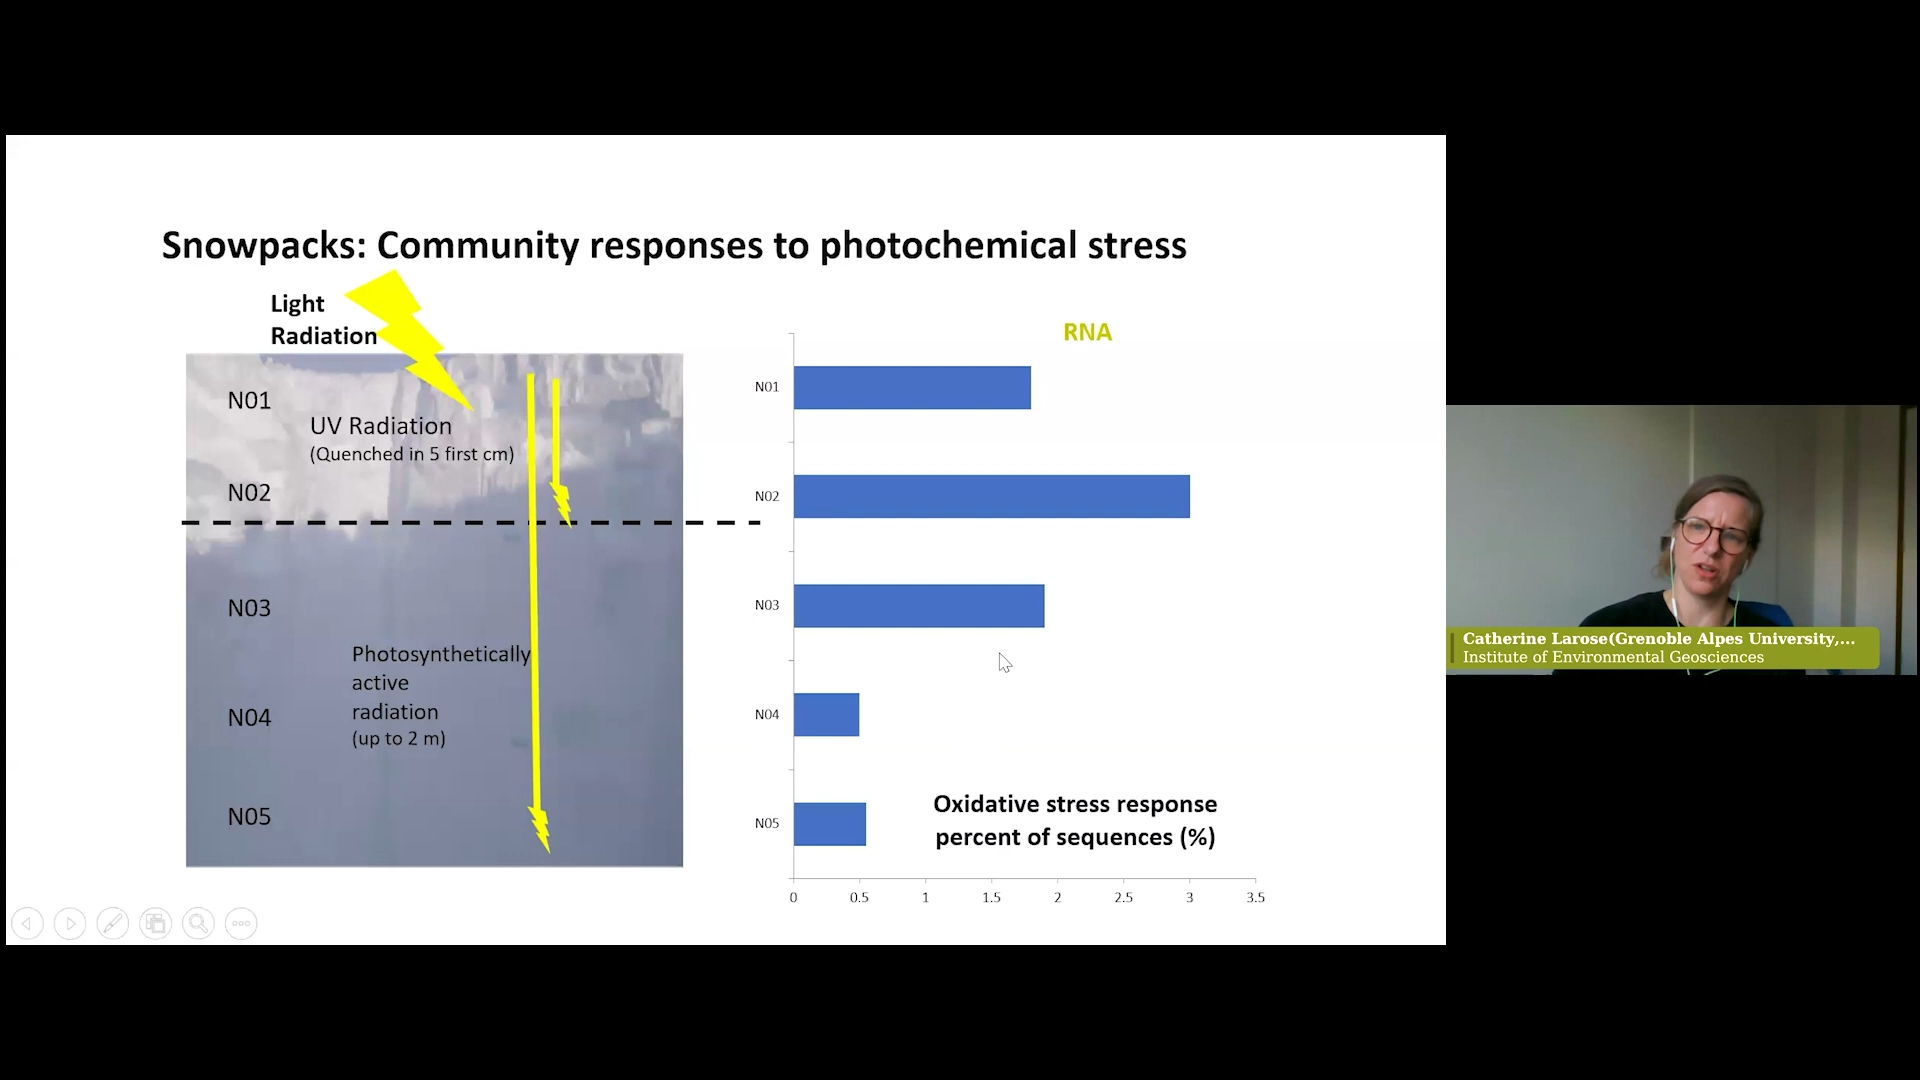 Snowpacks: Community responses to photochemical stress
Light
Radiation
N01
UV Radiation
(Quenched in 5 first cm)
N02
N03
Photosynthetically
active
radiation
(up to 2 m)
N04
N05
RNA
N01
N02
N03
N04
N05
Oxidative stress response
percent of sequences (%)
0 0.5 1 1.5 2 2.5 3 3.5
Catherine Larose(Grenoble Alpes University,...
Institute of Environmental Geosciences